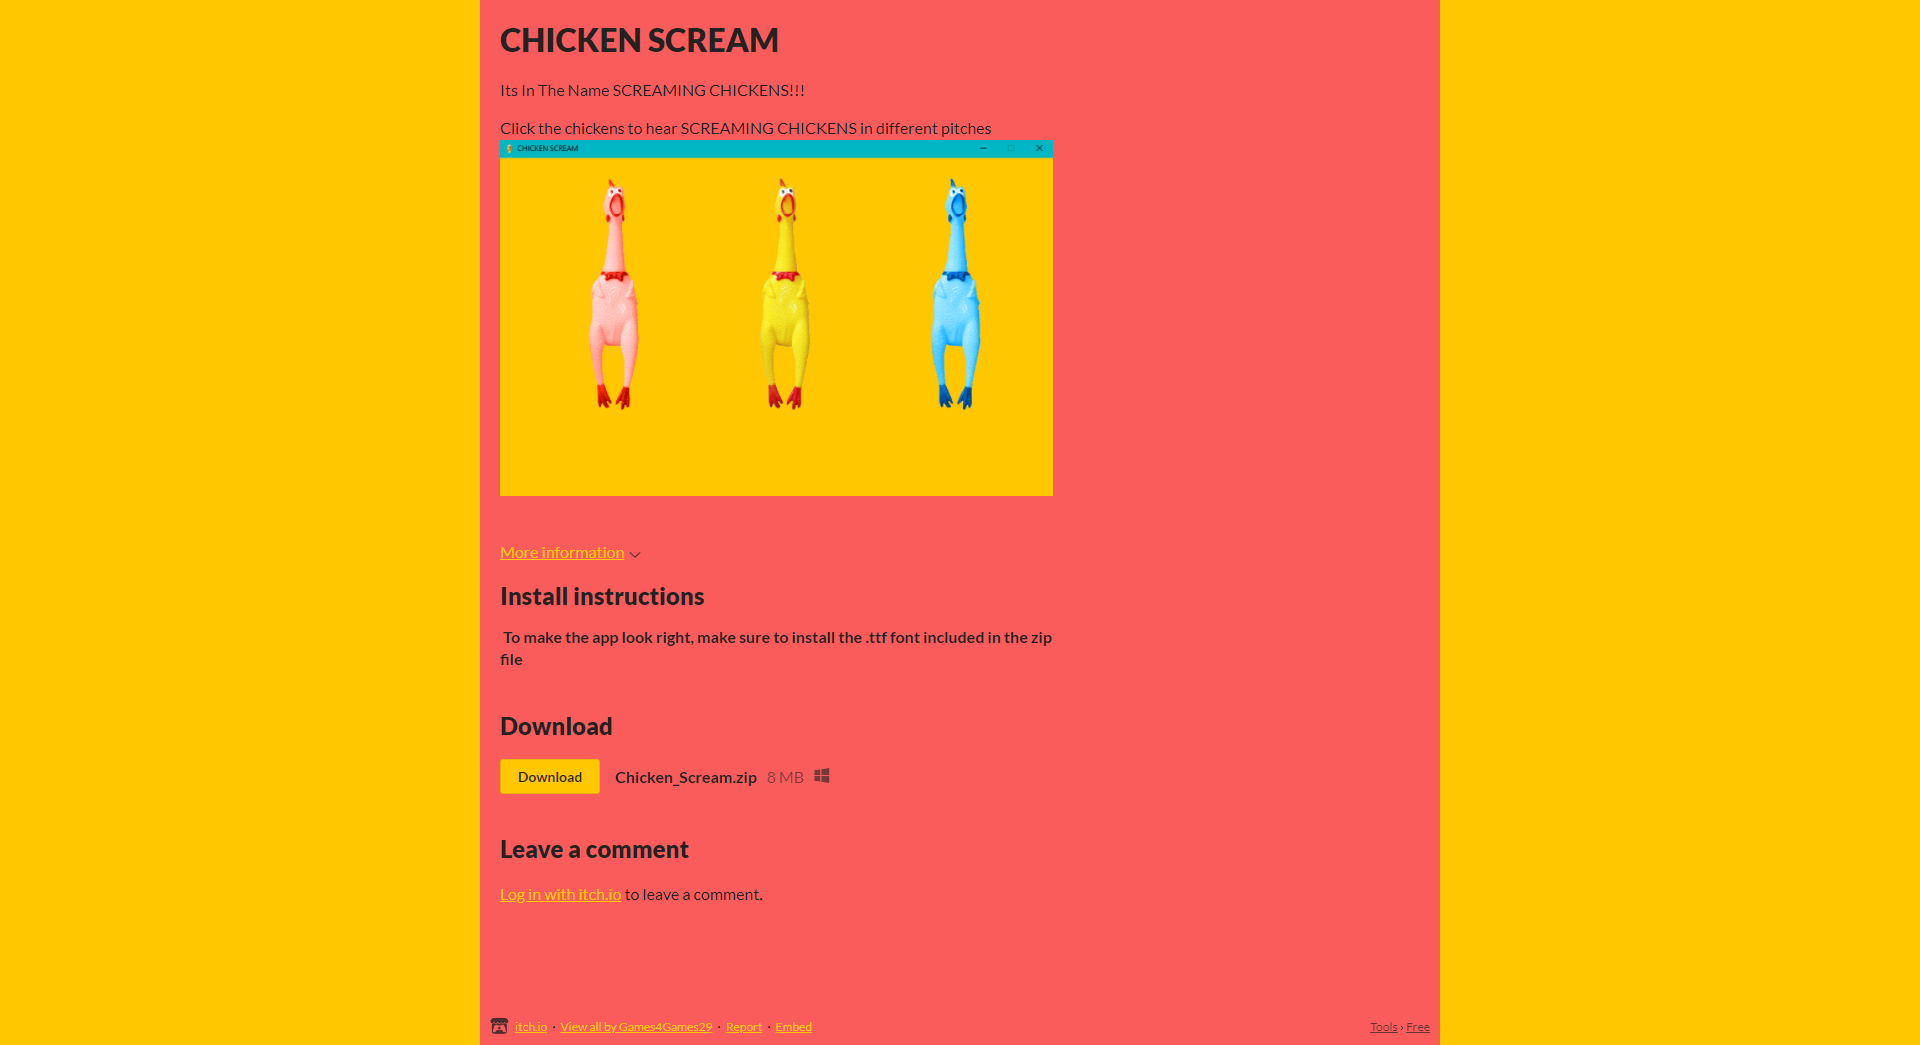 CHICKEN SCREAM
Its In The Name SCREAMING CHICKENS!!!
Click the chickens to hear SCREAMING CHICKENS in different pitches
CHICKEN SCREAM
More information
Install instructions
To make the app look right, make sure to install the .ttf font included in the zip
file
Download
Download Chicken_Scream.zip 8 MB
Leave a comment
Log in with itch.io to leave a comment.
itch.io · View all by Games4Games29 · Report · Embed Tools › Free